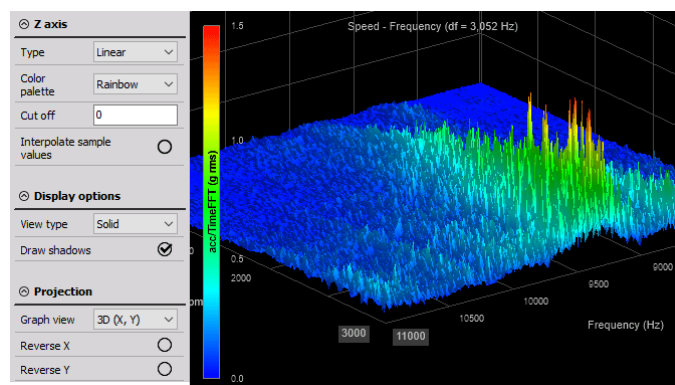 Z axis
Type
Linear
Color palette
Rainbow
Cut off
0
Interpolate sample values
Display options
View type
Solid
Draw shadows
Projection
Graph view
3D (X, Y)
Reverse X
Reverse Y
Speed - Frequency (df = 3,052 Hz)
1.5
1.0
acc/TimeFFT (g rms)
0.5
0.0
2000
3000
11000
10500
10000
9500
9000
Frequency (Hz)